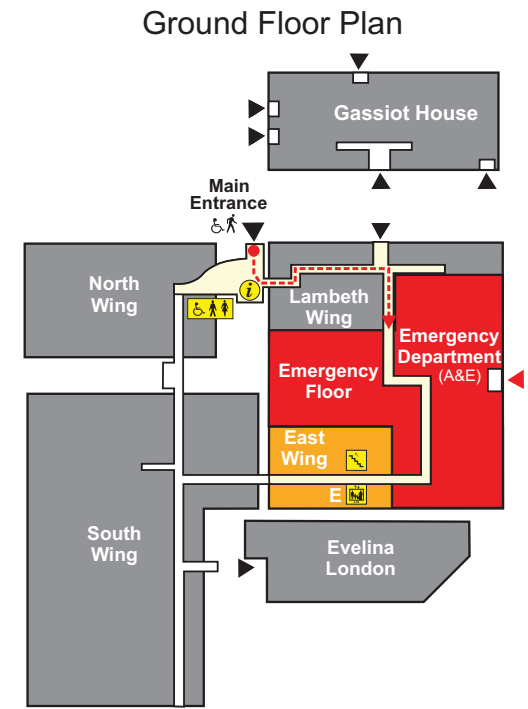 Ground Floor Plan
Gassiot House
Main
Entrance
North
Wing
i
Lambeth
Wing
Emergency
Department
(A&E)
Emergency
Floor
East
Wing
E
South
Wing
Evelina
London